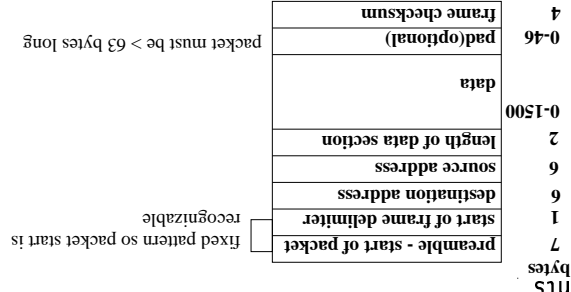 nts
bytes
7 preamble - start of packet fixed pattern so packet start is
1 start of frame delimiter recognizable
6 destination address
6 source address
2 length of data section
0-1500
data
0-46 pad(optional) packet must be > 63 bytes long
4 frame checksum